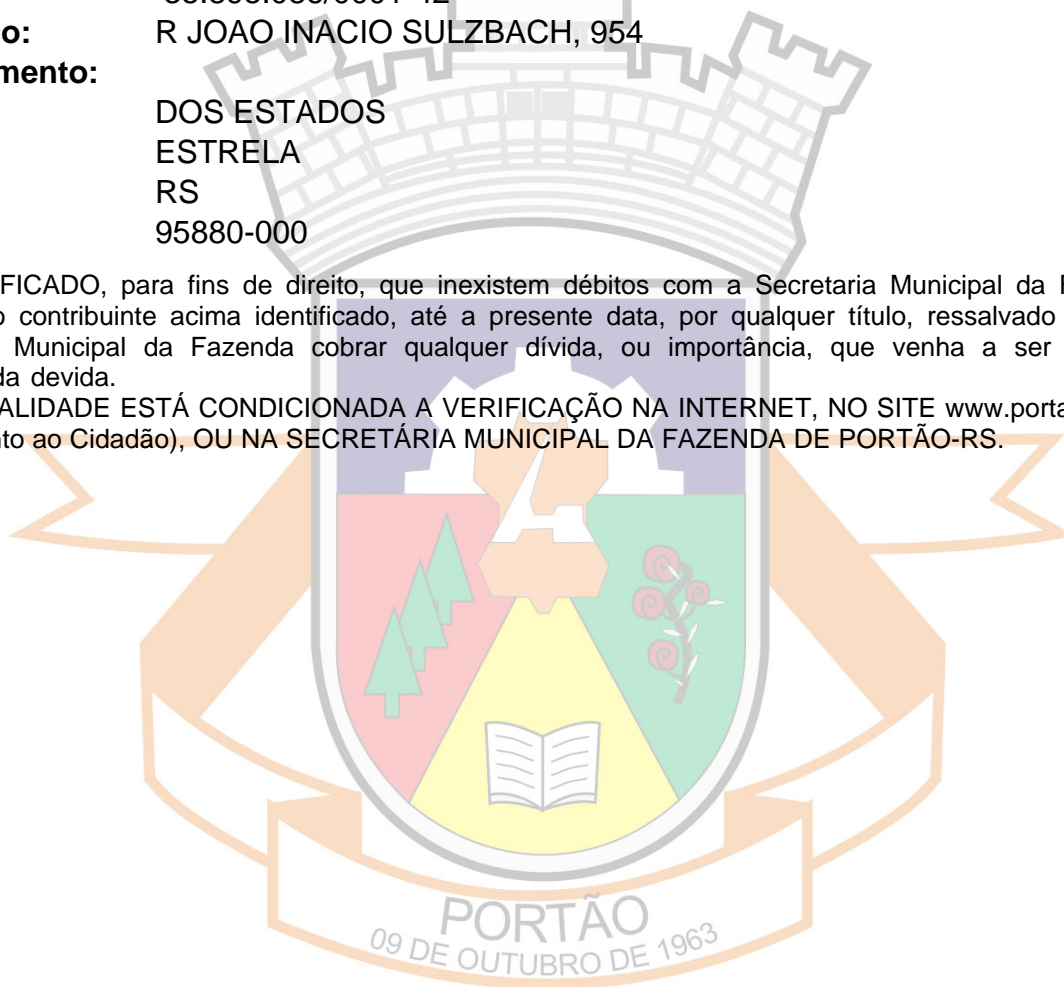 o: R JOAO INACIO SULZBACH, 954
mento:
DOS ESTADOS
ESTRELA
RS
95880-000
FICADO, para fins de direito, que inexistem débitos com a Secretaria Municipal da
o contribuinte acima identificado, até a presente data, por qualquer título, ressalvado
Municipal da Fazenda cobrar qualquer dívida, ou importância, que venha a ser
da devida.
ALIDADE ESTÁ CONDICIONADA A VERIFICAÇÃO NA INTERNET, NO SITE www.porta
nto ao Cidadão), OU NA SECRETÁRIA MUNICIPAL DA FAZENDA DE PORTÃO-RS.
PORTÃO
09 DE OUTUBRO DE 1963